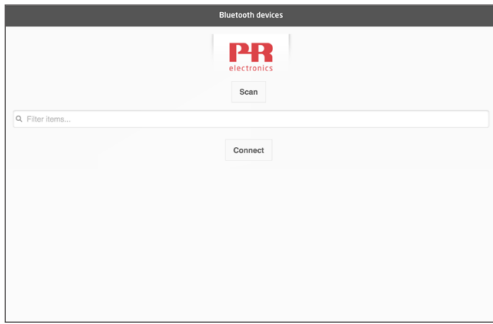 Bluetooth devices
PR
electronics
Scan
Filter items...
Connect